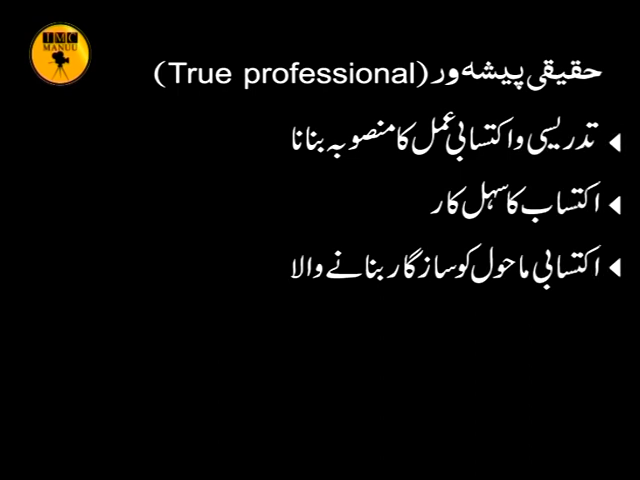 IMC
MANUU
حقیقی پیشہ ور (True professional)
تدریسی و اکتسابی عمل کا منصوبہ بنانا
اکتساب کا سہل کار
اکتسابی ماحول کو سازگار بنانے والا